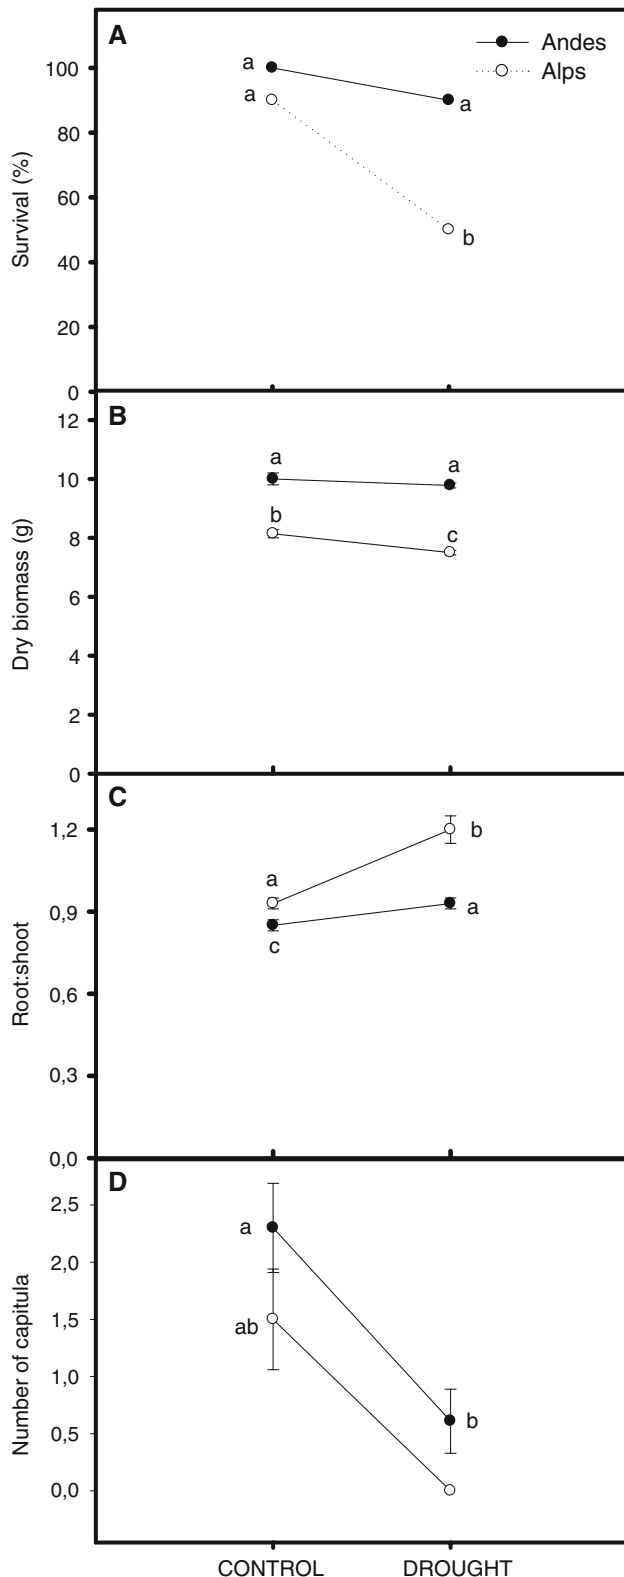 A
Andes
Alps
Survival (%)
100
80
60
40
20
0
a
a
a
b
B
Dry biomass (g)
12
10
8
6
4
2
0
a
a
b
c
C
Root:shoot
1,2
0,9
0,6
0,3
0,0
a
b
c
a
D
Number of capitula
2,5
2,0
1,5
1,0
0,5
0,0
a
ab
b
CONTROL DROUGHT